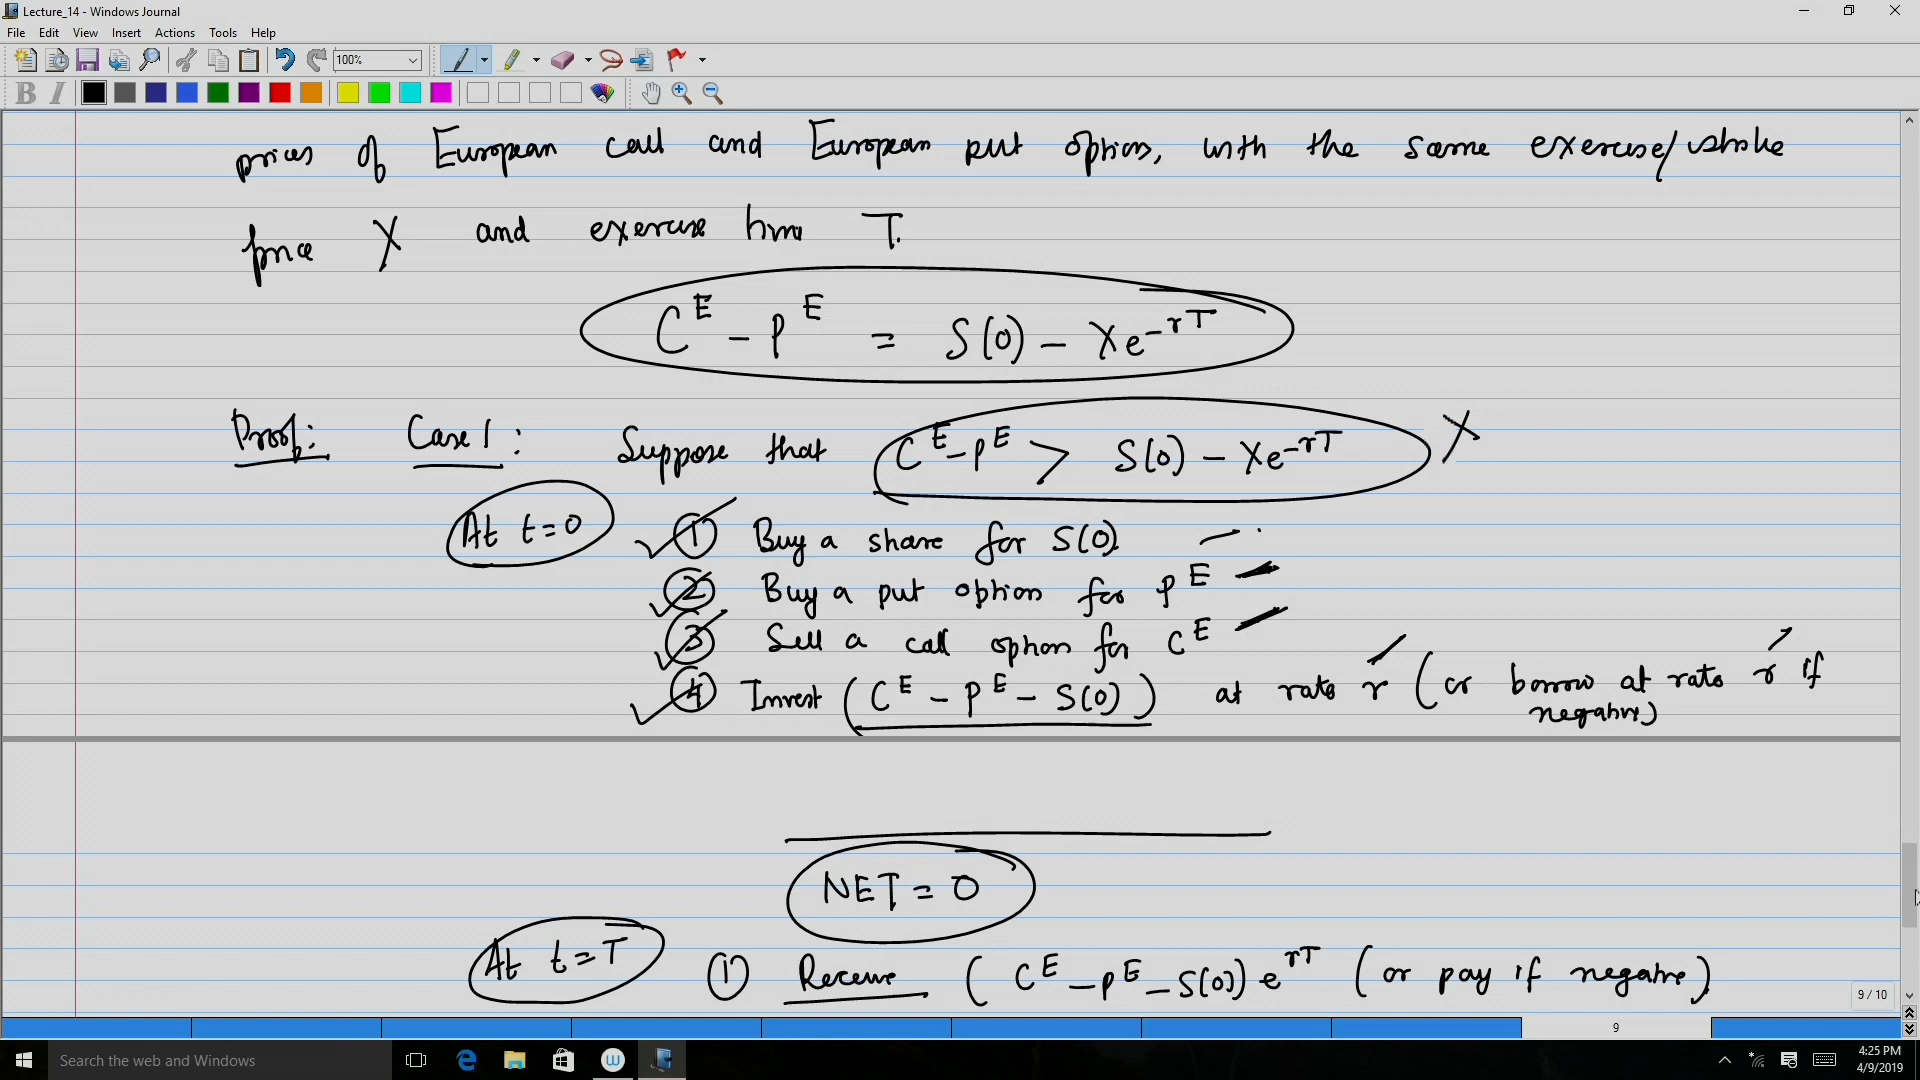 Lecture_14 - Windows Journal
File Edit View Insert Actions Tools Help
100%
B I
prices of European call and European put options, with the same exercise/strike
price X and exercise time T.
C^E - P^E = S(0) - Xe^-rT
Proof: Case 1: Suppose that C^E - P^E > S(0) - Xe^-rT X
At t=0 ① Buy a share for S(0)
② Buy a put option for P^E
③ Sell a call option for C^E
④ Invest (C^E - P^E - S(0)) at rate r (or borrow at rate r if
negative)
NET = 0
At t=T ① Receive (C^E - P^E - S(0)) e^rT (or pay if negative)
9 / 10
9
Search the web and Windows
4:25 PM
4/9/2019